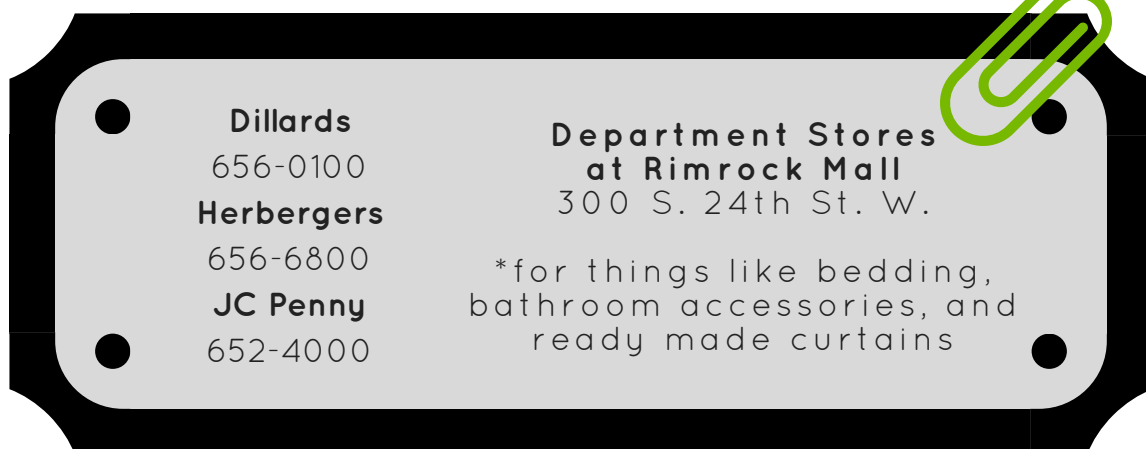 Dillards
656-0100
Herbergers
656-6800
JC Penny
652-4000
Department Stores
at Rimrock Mall
300 S. 24th St. W.
*for things like bedding,
bathroom accessories, and
ready made curtains